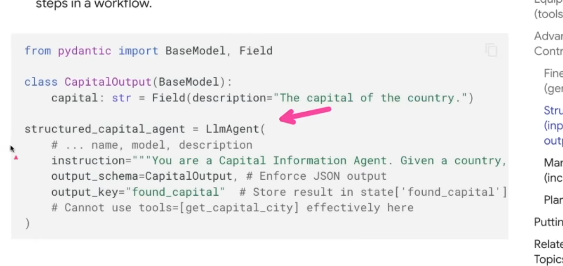 steps in a workflow.
from pydantic import BaseModel, Field
class CapitalOutput(BaseModel):
    capital: str = Field(description="The capital of the country.")
structured_capital_agent = LlmAgent(
    # ... name, model, description
    instruction="""You are a Capital Information Agent. Given a country,
    output_schema=CapitalOutput, # Enforce JSON output
    output_key="found_capital"  # Store result in state['found_capital']
    # Cannot use tools=[get_capital_city] effectively here
)
(tools
Advan
Contr
Fine
(ger
Stru
(inp
outp
Mar
(inc
Plar
Puttin
Relate
Topics